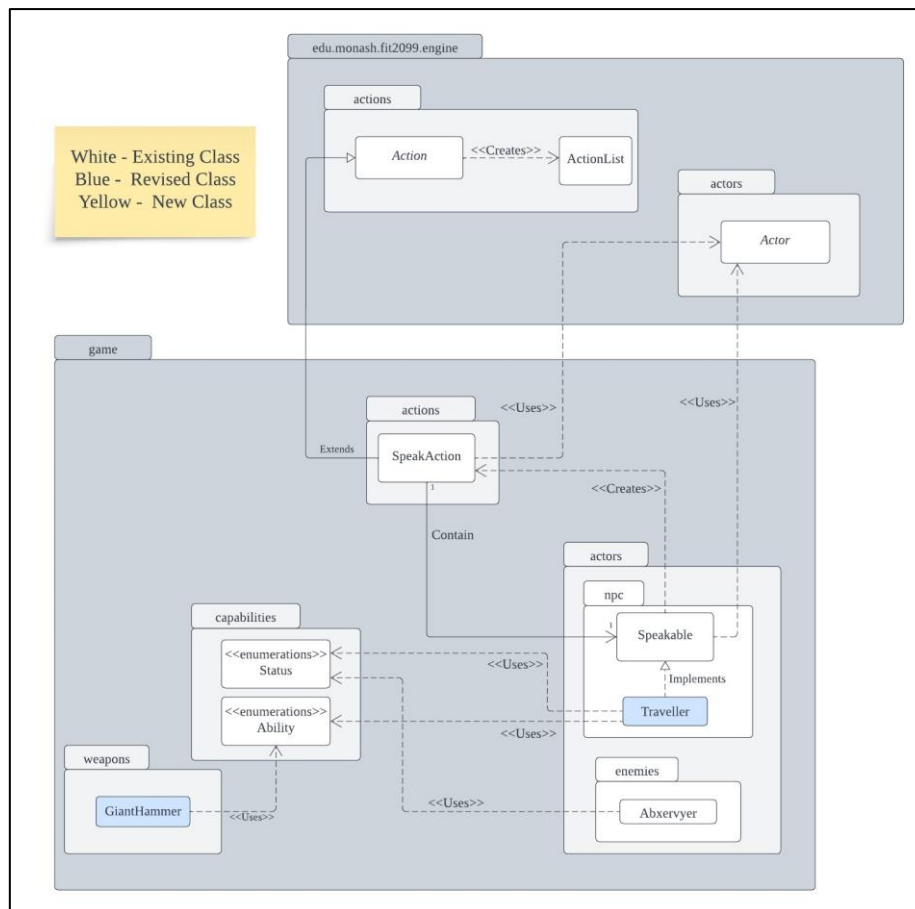 edu.monash.fit2099.engine
actions
White - Existing Class
Blue - Revised Class
Yellow - New Class
Action
<<Creates>>
ActionList
actors
Actor
game
actions
<<Uses>>
<<Uses>>
Extends
SpeakAction
1
<<Creates>>
Contain
actors
npc
capabilities
1
Speakable
<<enumerations>>
Status
<<Uses>>
Implements
<<enumerations>>
Ability
Traveller
<<Uses>>
weapons
enemies
GiantHammer
<<Uses>>
<<Uses>>
Abxervyer